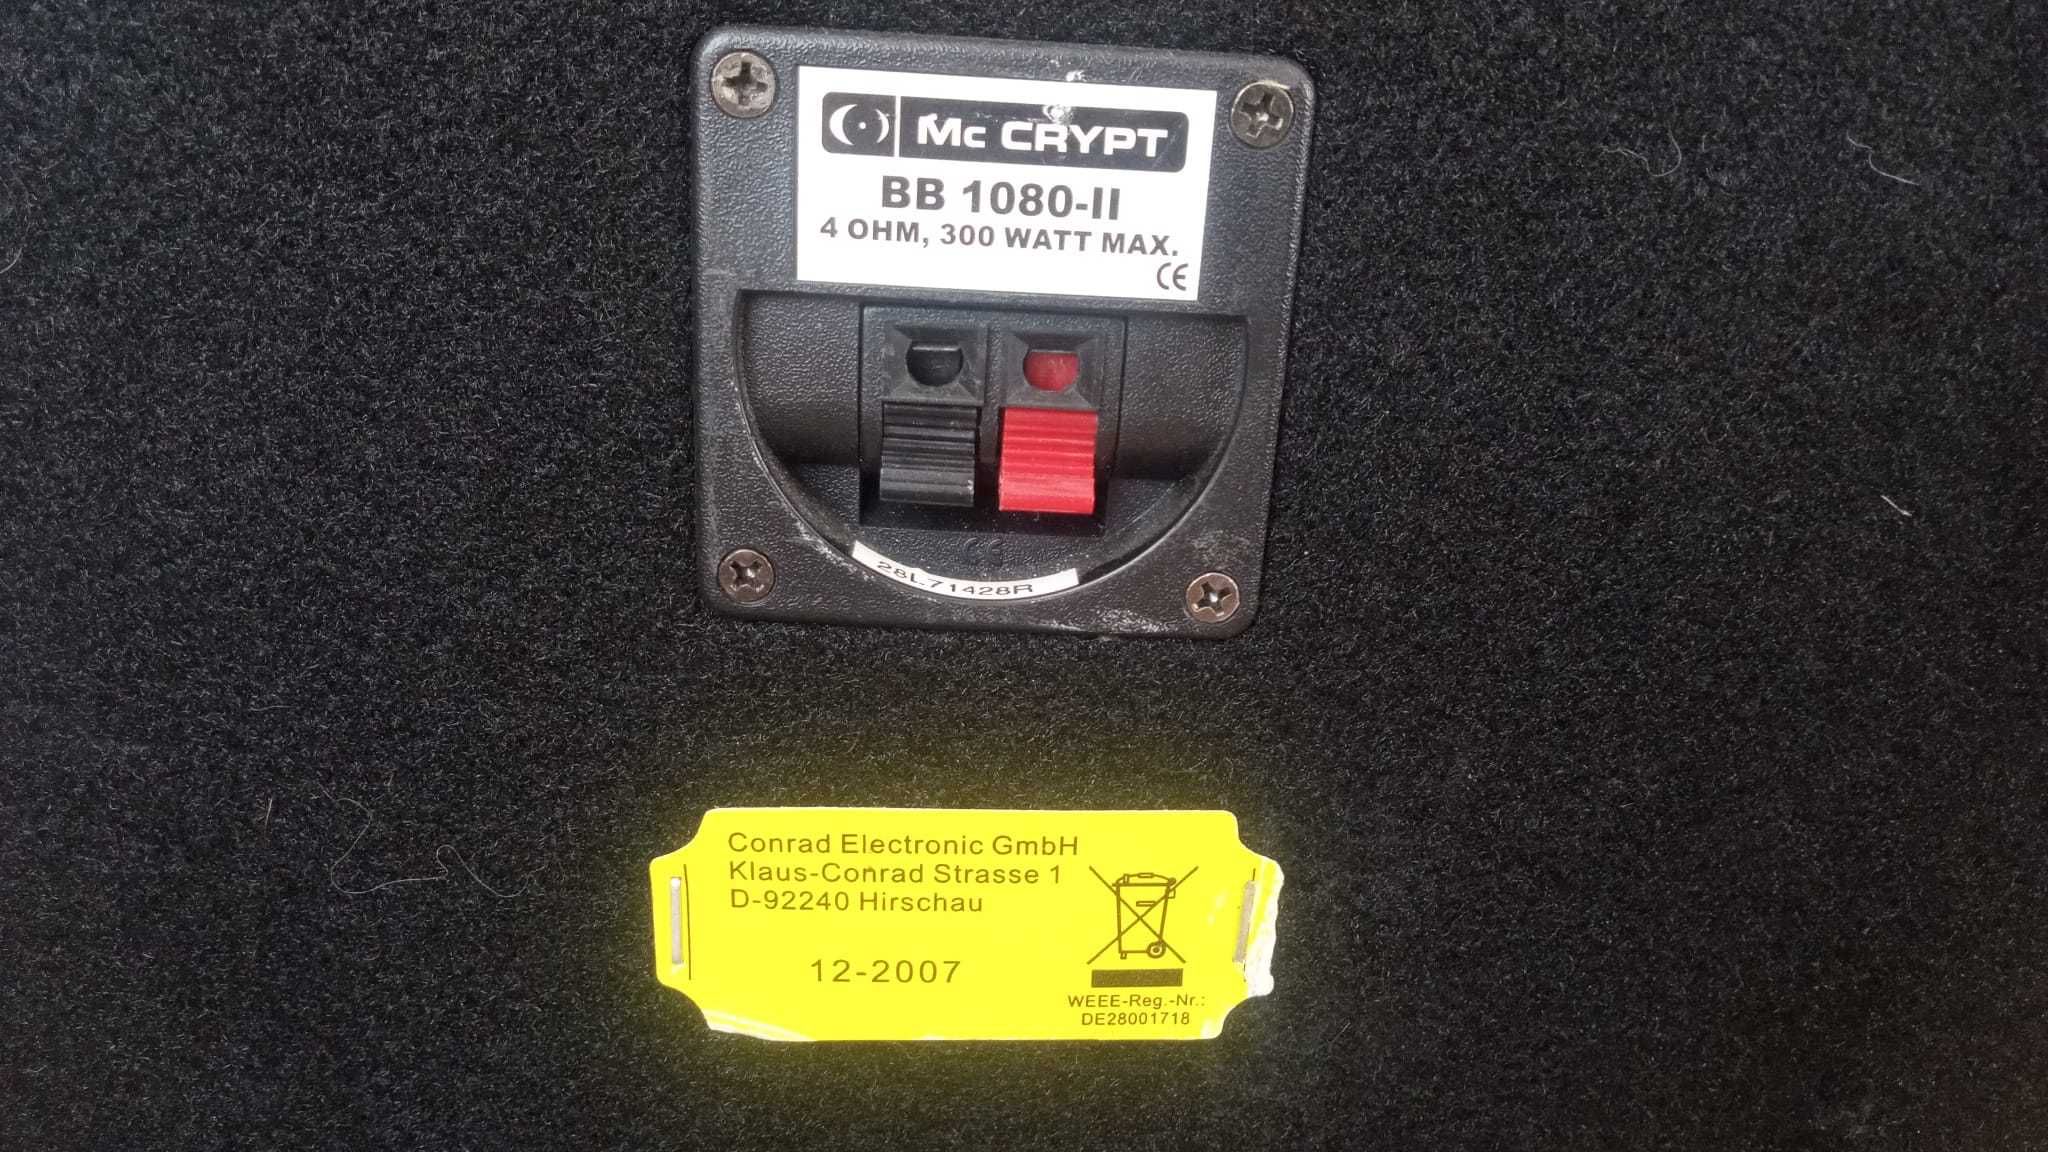 Mc CRYPT
BB 1080-II
4 OHM, 300 WATT MAX.
CE
28L71428R
Conrad Electronic GmbH
Klaus-Conrad Strasse 1
D-92240 Hirschau
12-2007
WEEE-Reg.-Nr.:
DE28001718